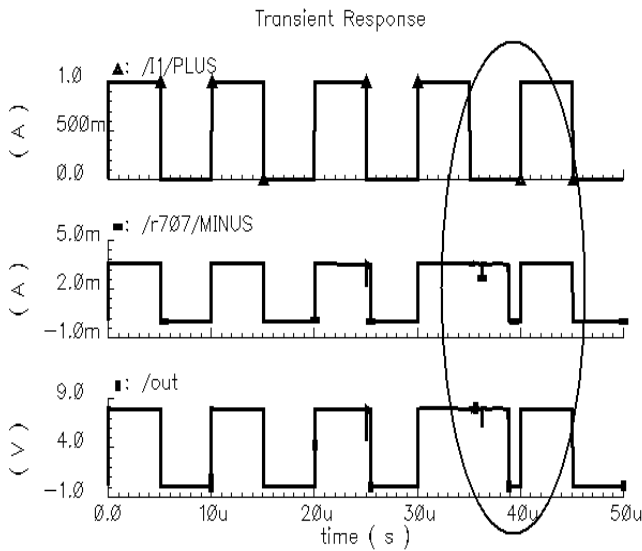 Transient Response
▲: /I1/PLUS
1.0
500m
0.0
( A )
▪: /r707/MINUS
5.0m
2.0m
-1.0m
( A )
▪: /out
9.0
4.0
-1.0
( V )
0.0 10u 20u 30u 40u 50u
time ( s )